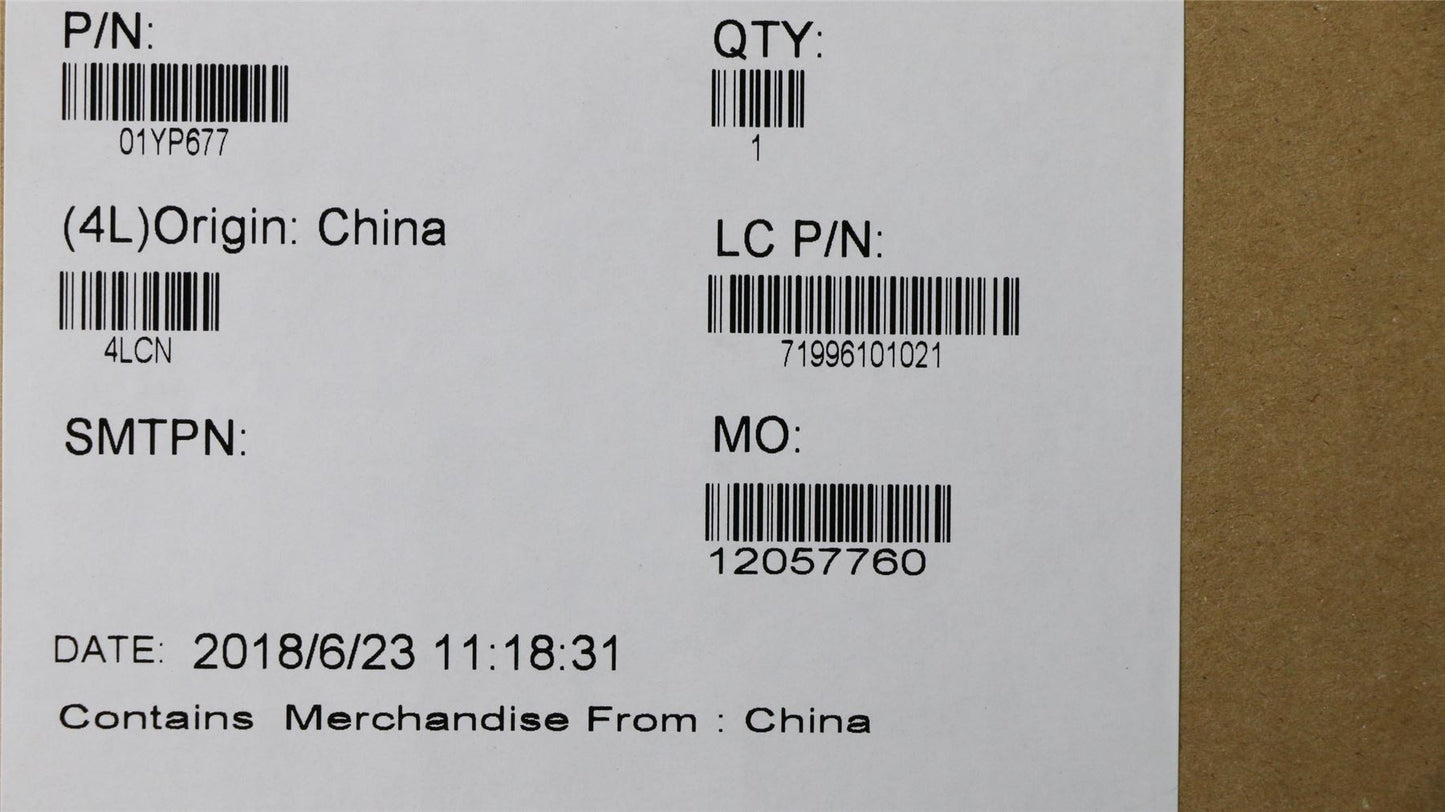 P/N:
01YP677
QTY:
1
(4L)Origin: China
4LCN
LC P/N:
71996101021
SMTPN:
MO:
12057760
DATE: 2018/6/23 11:18:31
Contains Merchandise From : China